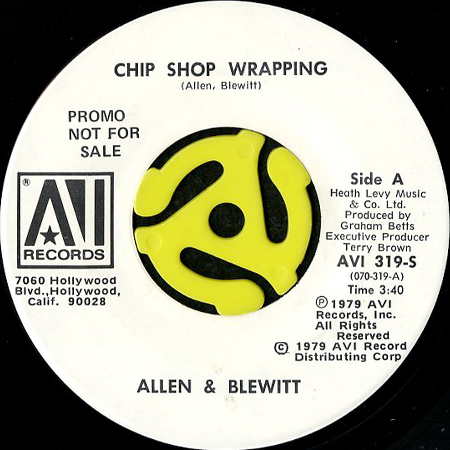 CHIP SHOP WRAPPING
(Allen, Blewitt)
PROMO
NOT FOR
SALE
® AVI
RECORDS
7060 Hollywood
Blvd., Hollywood,
Calif. 90028
Side A
Heath Levy Music
& Co. Ltd.
Produced by
Graham Betts
Executive Producer
Terry Brown
AVI 319-S
(070-319-A)
Time 3:40
Ⓟ 1979 AVI
Records, Inc.
All Rights
Reserved
© 1979 AVI Record
Distributing Corp
ALLEN & BLEWITT